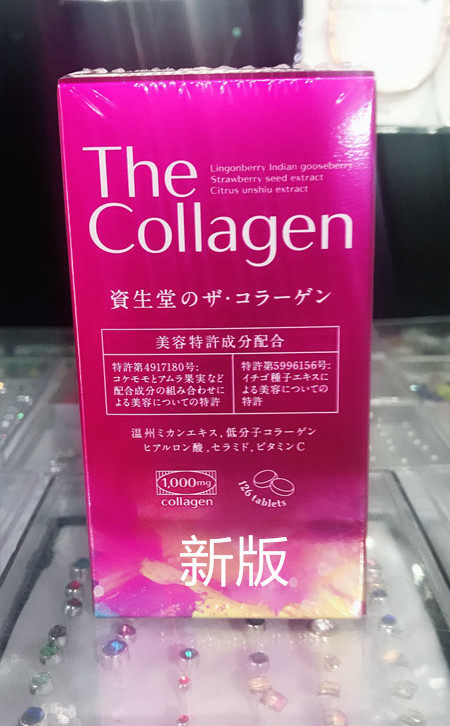 The
Lingonberry Indian gooseberry
Strawberry seed extract
Citrus unshiu extract
Collagen
資生堂のザ・コラーゲン
美容特許成分配合
特許第4917180号:
コケモモとアムラ果実など
配合成分の組み合わせに
よる美容についての特許
特許第5996156号:
イチゴ種子エキスに
よる美容についての
特許
温州ミカンエキス,低分子コラーゲン
ヒアルロン酸,セラミド,ビタミンC
1,000mg
collagen
126 tablets
新版